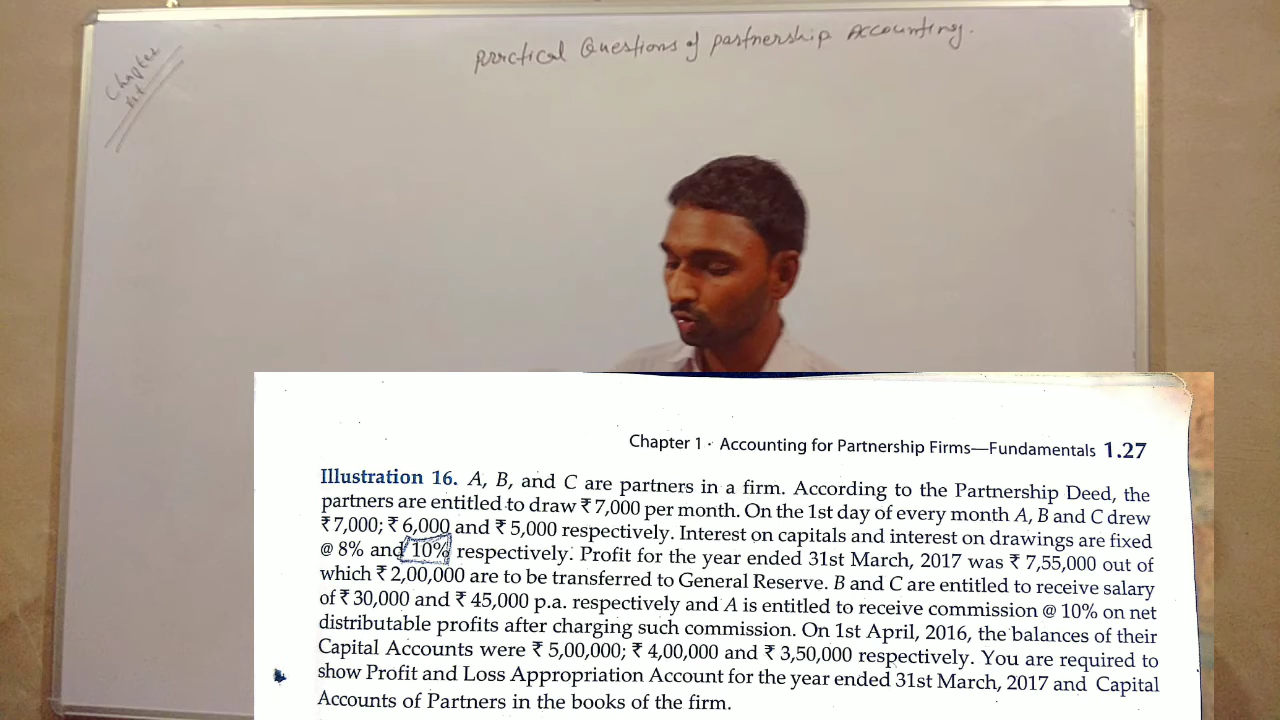 Practical Questions of partnership Accounting.
Chapter
Chapter 1 · Accounting for Partnership Firms—Fundamentals 1.27
Illustration 16. A, B, and C are partners in a firm. According to the Partnership Deed, the
partners are entitled to draw ₹ 7,000 per month. On the 1st day of every month A, B and C drew
₹ 7,000; ₹ 6,000 and ₹ 5,000 respectively. Interest on capitals and interest on drawings are fixed
@ 8% and 10% respectively. Profit for the year ended 31st March, 2017 was ₹ 7,55,000 out of
which ₹ 2,00,000 are to be transferred to General Reserve. B and C are entitled to receive salary
of ₹ 30,000 and ₹ 45,000 p.a. respectively and A is entitled to receive commission @ 10% on net
distributable profits after charging such commission. On 1st April, 2016, the balances of their
Capital Accounts were ₹ 5,00,000; ₹ 4,00,000 and ₹ 3,50,000 respectively. You are required to
show Profit and Loss Appropriation Account for the year ended 31st March, 2017 and Capital
Accounts of Partners in the books of the firm.